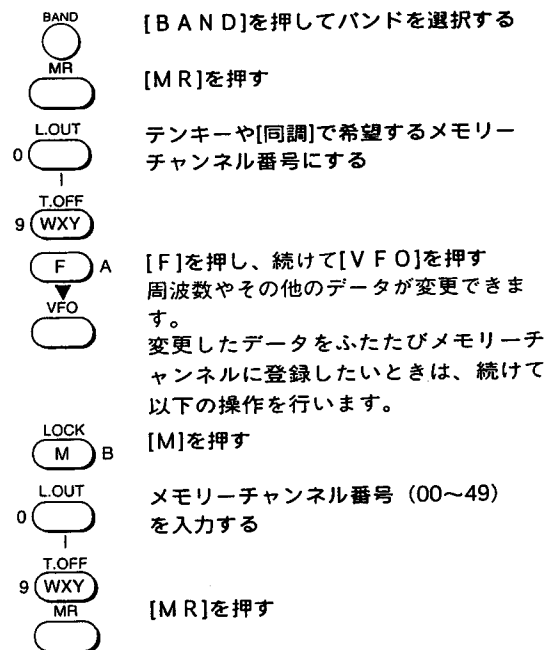 BAND
[ＢＡＮＤ]を押してバンドを選択する
MR
[ＭＲ]を押す
L.OUT
0
テンキーや[同調]で希望するメモリー
チャンネル番号にする
T.OFF
9 WXY
F A
[F]を押し、続けて[ＶＦＯ]を押す
VFO
周波数やその他のデータが変更できま
す。
変更したデータをふたたびメモリーチ
ャンネルに登録したいときは、続けて
以下の操作を行います。
LOCK
M B
[M]を押す
L.OUT
0
メモリーチャンネル番号（00～49）
を入力する
T.OFF
9 WXY
MR
[ＭＲ]を押す